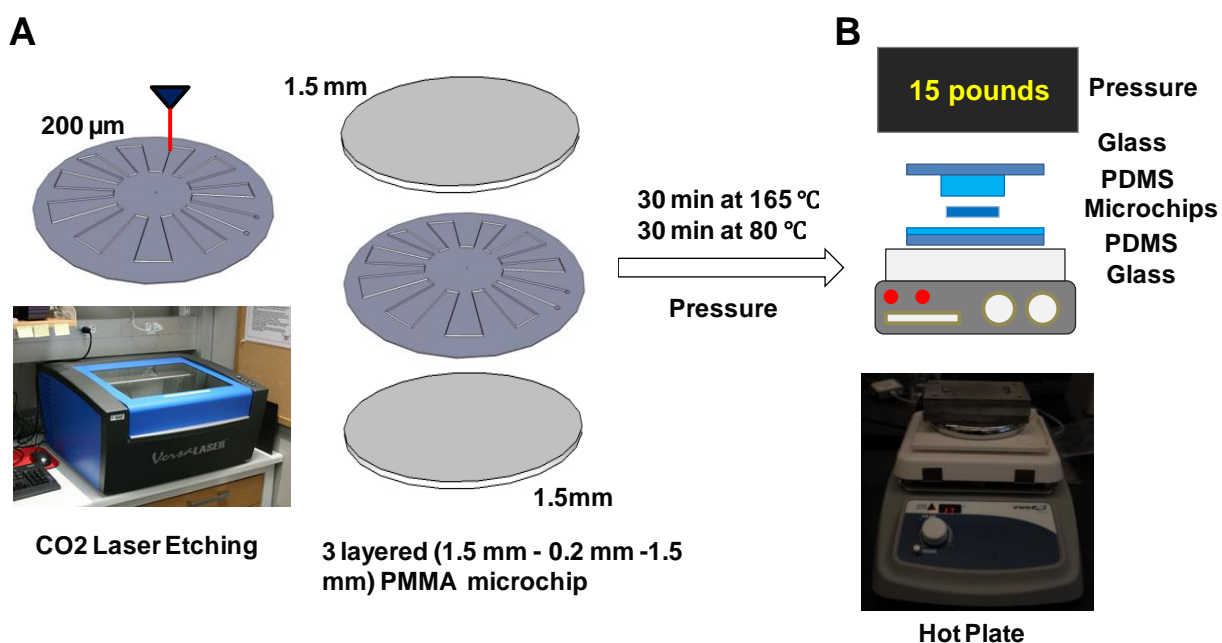 A
200 µm
1.5 mm
1.5mm
VersaLASER
CO2 Laser Etching
3 layered (1.5 mm - 0.2 mm -1.5
mm) PMMA microchip
30 min at 165 ℃
30 min at 80 ℃
Pressure
B
15 pounds
Pressure
Glass
PDMS
Microchips
PDMS
Glass
VWR
Hot Plate